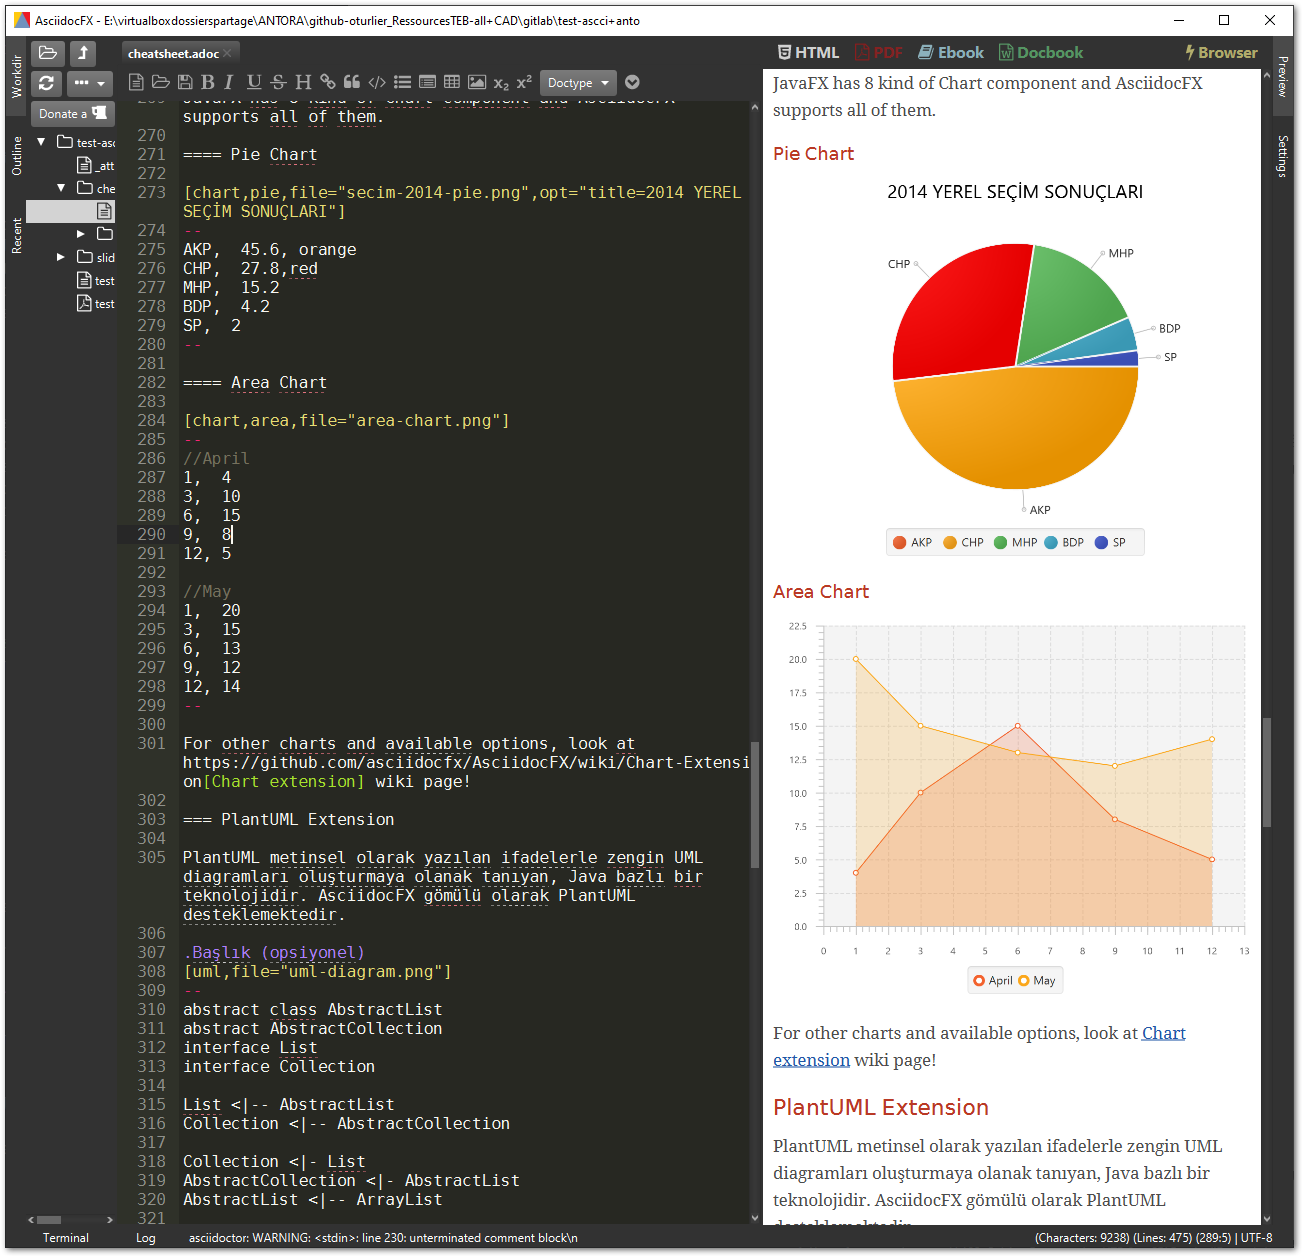 AsciidocFX - E:\virtualboxdossierspartage\ANTORA\github-oturlier_RessourcesTEB-all+CAD\gitlab\test-ascci+anto
Workdir
Outline
Recent
Donate a
test-asc
_att
che
slid
test
test
cheatsheet.adoc
B I U S H x₂ x²
Doctype
supports all of them.
270
271 ==== Pie Chart
272
273 [chart,pie,file="secim-2014-pie.png",opt="title=2014 YEREL
SEÇİM SONUÇLARI"]
274 --
275 AKP,  45.6, orange
276 CHP,  27.8,red
277 MHP,  15.2
278 BDP,  4.2
279 SP,  2
280 --
281
282 ==== Area Chart
283
284 [chart,area,file="area-chart.png"]
285 --
286 //April
287 1,  4
288 3,  10
289 6,  15
290 9,  8
291 12, 5
292
293 //May
294 1,  20
295 3,  15
296 6,  13
297 9,  12
298 12, 14
299 --
300
301 For other charts and available options, look at
https://github.com/asciidocfx/AsciidocFX/wiki/Chart-Extensi
on[Chart extension] wiki page!
302
303 === PlantUML Extension
304
305 PlantUML metinsel olarak yazılan ifadelerle zengin UML
diagramları oluşturmaya olanak tanıyan, Java bazlı bir
teknolojidir. AsciidocFX gömülü olarak PlantUML
desteklemektedir.
306
307 .Başlık (opsiyonel)
308 [uml,file="uml-diagram.png"]
309 --
310 abstract class AbstractList
311 abstract AbstractCollection
312 interface List
313 interface Collection
314
315 List <|-- AbstractList
316 Collection <|-- AbstractCollection
317
318 Collection <|- List
319 AbstractCollection <|- AbstractList
320 AbstractList <|-- ArrayList
321
HTML PDF Ebook Docbook Browser
JavaFX has 8 kind of Chart component and AsciidocFX
supports all of them.
Pie Chart
2014 YEREL SEÇİM SONUÇLARI
CHP
MHP
BDP
SP
AKP
AKP CHP MHP BDP SP
Area Chart
22.5
20.0
17.5
15.0
12.5
10.0
7.5
5.0
2.5
0.0
0 1 2 3 4 5 6 7 8 9 10 11 12 13
April May
For other charts and available options, look at Chart
extension wiki page!
PlantUML Extension
PlantUML metinsel olarak yazılan ifadelerle zengin UML
diagramları oluşturmaya olanak tanıyan, Java bazlı bir
teknolojidir. AsciidocFX gömülü olarak PlantUML
Preview
Settings
Terminal
Log
asciidoctor: WARNING: <stdin>: line 230: unterminated comment block\n
(Characters: 9238) (Lines: 475) (289:5) | UTF-8